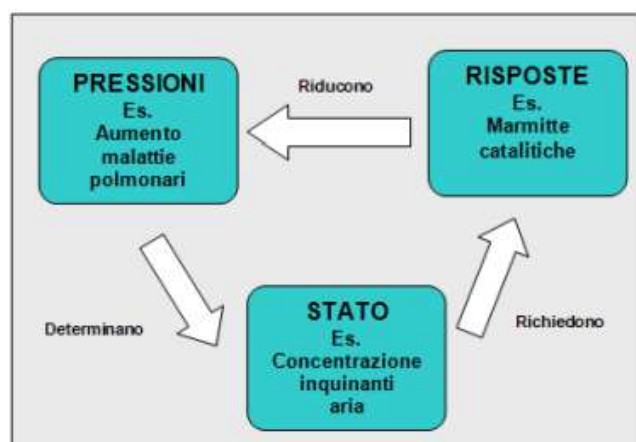 PRESSIONI
Es.
Aumento
malattie
polmonari
Riducono
RISPOSTE
Es.
Marmitte
catalitiche
Determinano
STATO
Es.
Concentrazione
inquinanti
aria
Richiedono